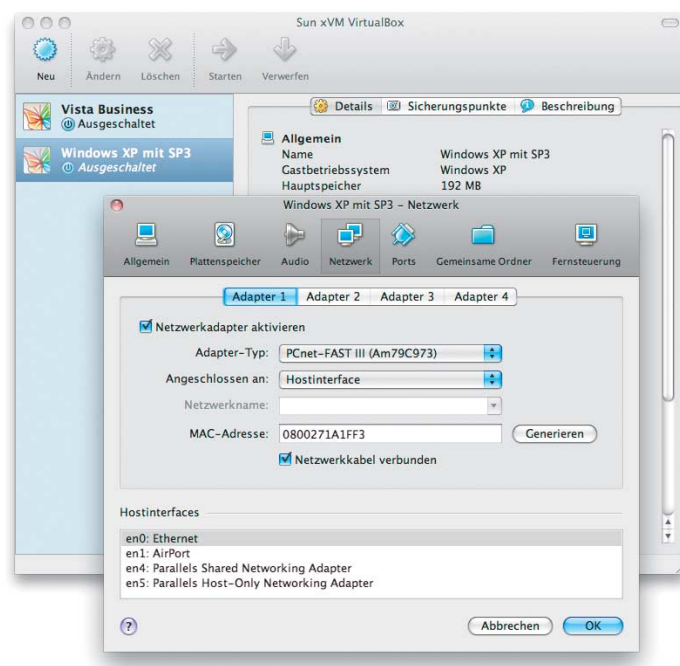 Sun xVM VirtualBox
Neu Ändern Löschen Starten Verwerfen
Vista Business
Ausgeschaltet
Windows XP mit SP3
Ausgeschaltet
Details Sicherungspunkte Beschreibung
Allgemein
Name Windows XP mit SP3
Gastbetriebssystem Windows XP
Hauptspeicher 192 MB
Windows XP mit SP3 – Netzwerk
Allgemein Plattenspeicher Audio Netzwerk Ports Gemeinsame Ordner Fernsteuerung
Adapter 1 Adapter 2 Adapter 3 Adapter 4
Netzwerkadapter aktivieren
Adapter-Typ: PCnet-FAST III (Am79C973)
Angeschlossen an: Hostinterface
Netzwerkname:
MAC-Adresse: 0800271A1FF3 Generieren
Netzwerkkabel verbunden
Hostinterfaces
en0: Ethernet
en1: AirPort
en4: Parallels Shared Networking Adapter
en5: Parallels Host-Only Networking Adapter
? Abbrechen OK